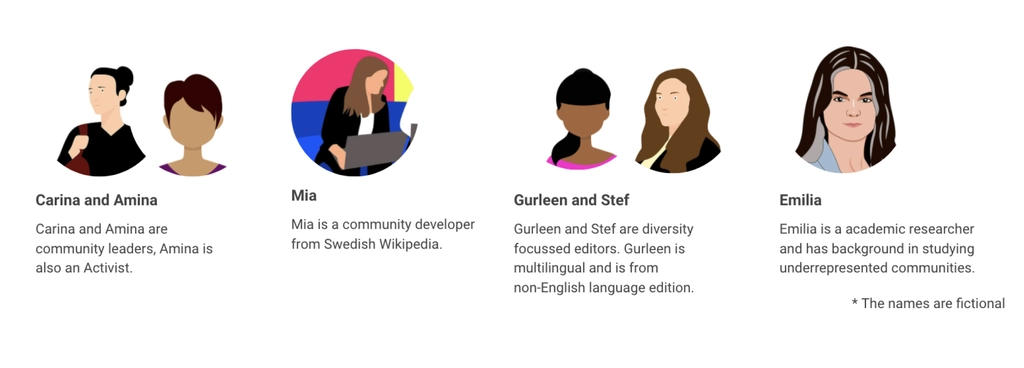 Carina and Amina
Carina and Amina are
community leaders, Amina is
also an Activist.
Mia
Mia is a community developer
from Swedish Wikipedia.
Gurleen and Stef
Gurleen and Stef are diversity
focussed editors. Gurleen is
multilingual and is from
non-English language edition.
Emilia
Emilia is a academic researcher
and has background in studying
underrepresented communities.
* The names are fictional